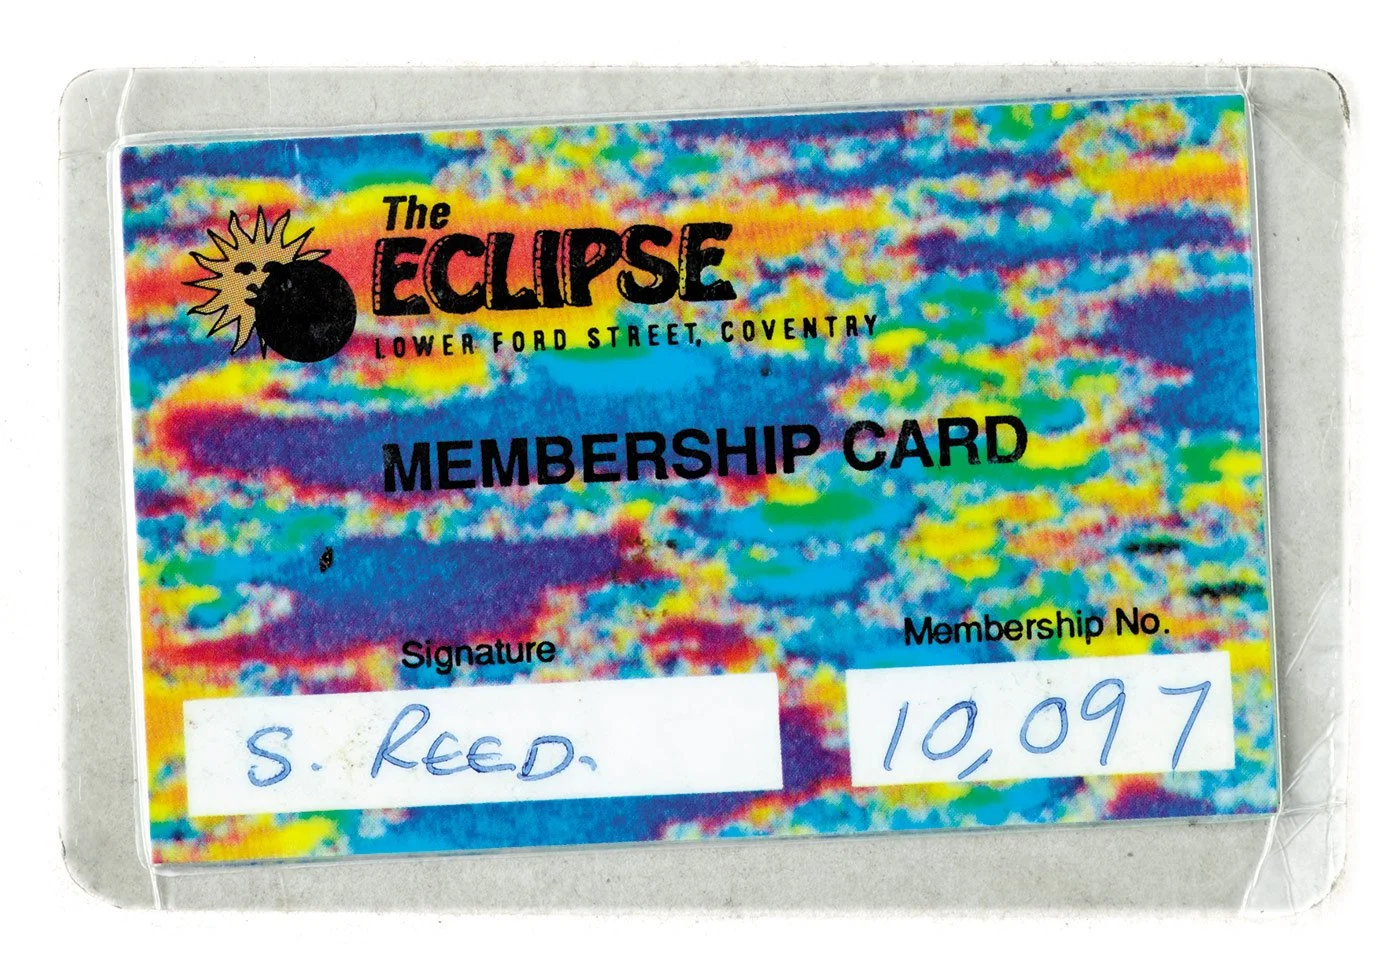 The
ECLIPSE
LOWER FORD STREET, COVENTRY
MEMBERSHIP CARD
Signature
Membership No.
S. REED.
10,097